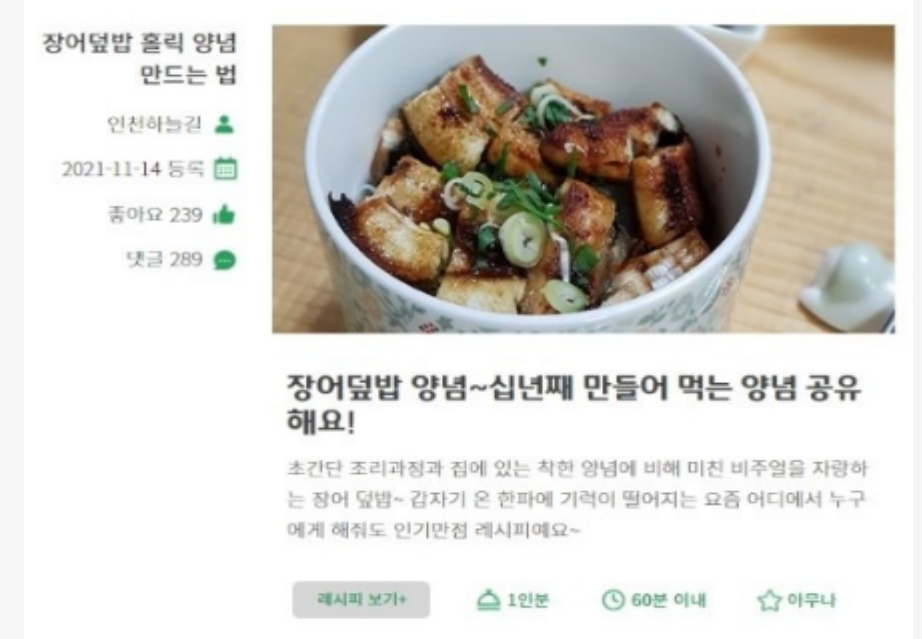 장어덮밥 홀릭 양념
만드는 법
인천하늘길
2021-11-14 등록
좋아요 239
댓글 289
장어덮밥 양념~십년째 만들어 먹는 양념 공유
해요!
초간단 조리과정과 집에 있는 착한 양념에 비해 미친 비주얼을 자랑하
는 장어 덮밥~ 갑자기 온 한파에 기력이 떨어지는 요즘 어디에서 누구
에게 해줘도 인기만점 레시피예요~
레시피 보기+
1인분
60분 이내
아무나